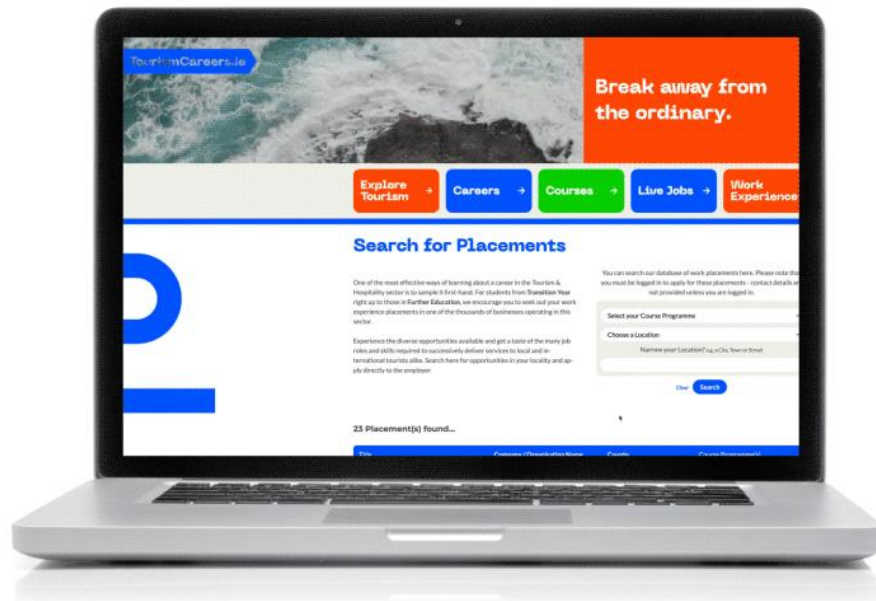 TourismCareers.ie
Break away from
the ordinary.
Explore
Tourism
Careers
Courses
Live Jobs
Work
Experience
Search for Placements
One of the most effective ways of learning about a career in the Tourism &
Hospitality sector is to sample it first-hand. For students from Transition Year
right up to those in Further Education, we encourage you to seek out your work
experience placements in one of the thousands of businesses operating in this
sector.
Experience the diverse opportunities available and get a taste of the many job
roles and skills required to successively deliver services to local and in-
ternational tourists alike. Search here for opportunities in your locality and ap-
ply directly to the employer.
You can search our database of work placements here. Please note that
you must be logged in to apply for these placements - contact details are
not provided unless you are logged in.
Select your Course Programme
Choose a Location
Narrow your Location? e.g. a City, Town or Street
Clear Search
23 Placement(s) found...
Title Company / Organisation Name County Course Programme(s)